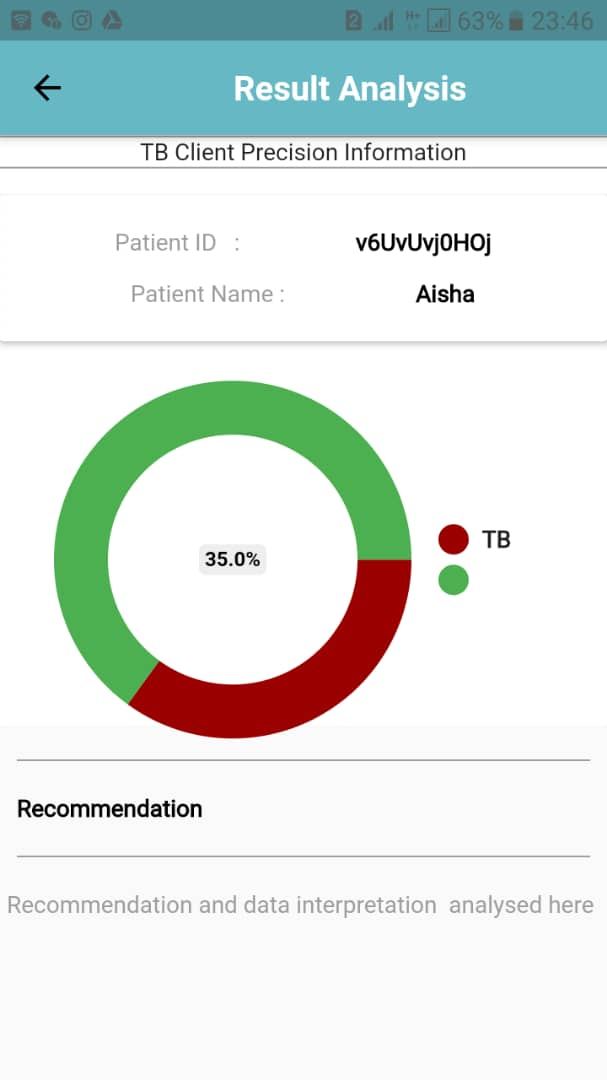 2 H+ 63% 23:46
Result Analysis
TB Client Precision Information
Patient ID : v6UvUvj0HOj
Patient Name : Aisha
35.0%
TB
Recommendation
Recommendation and data interpretation analysed here